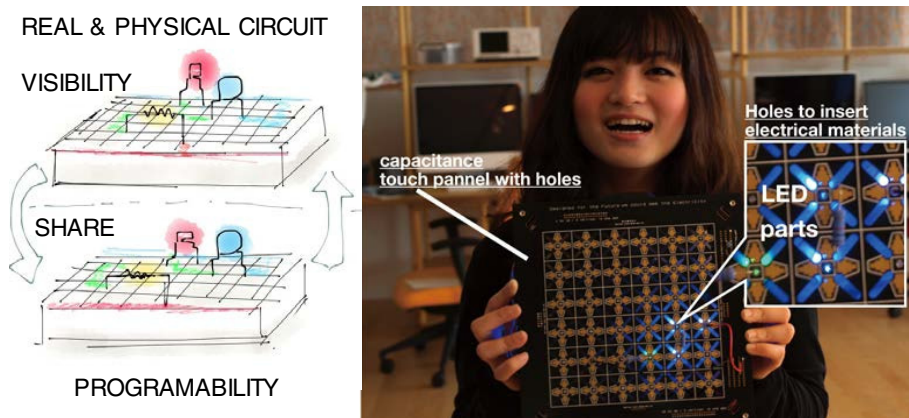 REAL & PHYSICAL CIRCUIT
VISIBILITY
SHARE
PROGRAMABILITY
capacitance
touch pannel with holes
Holes to insert
electrical materials
LED
parts